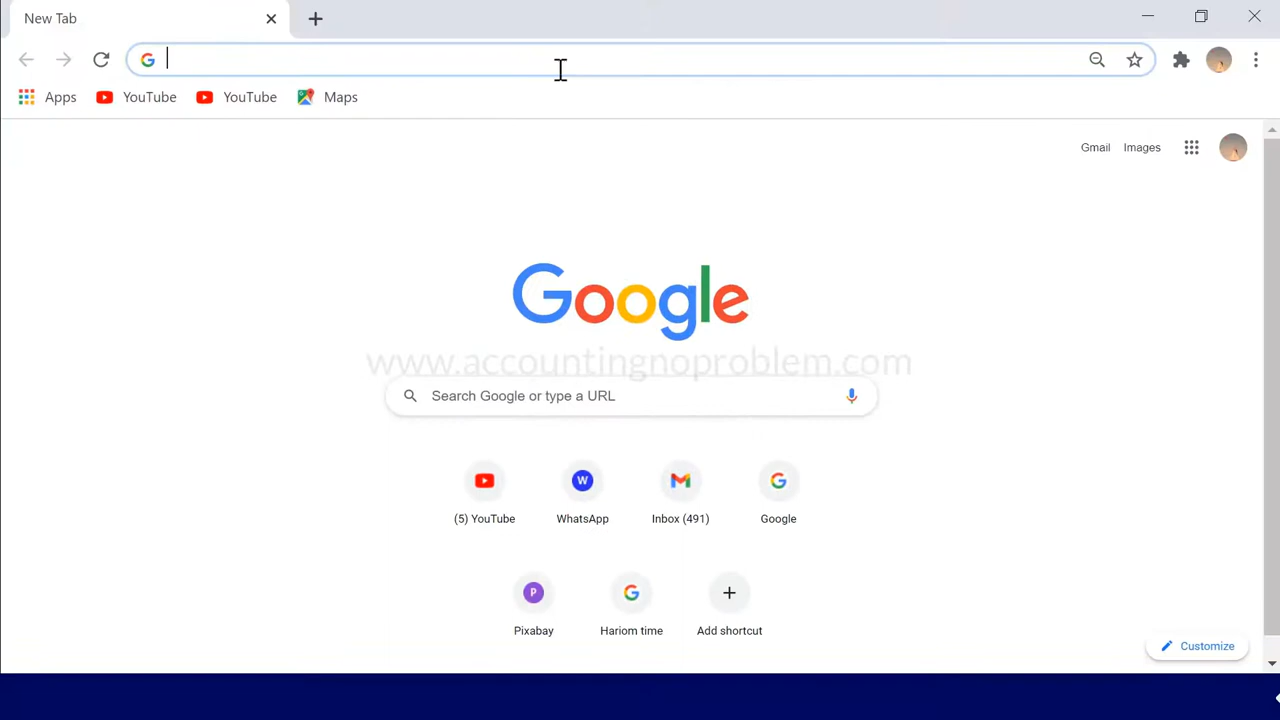 New Tab
Apps YouTube YouTube Maps
Gmail Images
Google
www.accountingnoproblem.com
Search Google or type a URL
W
(5) YouTube WhatsApp Inbox (491) Google
P
Pixabay Hariom time Add shortcut
Customize